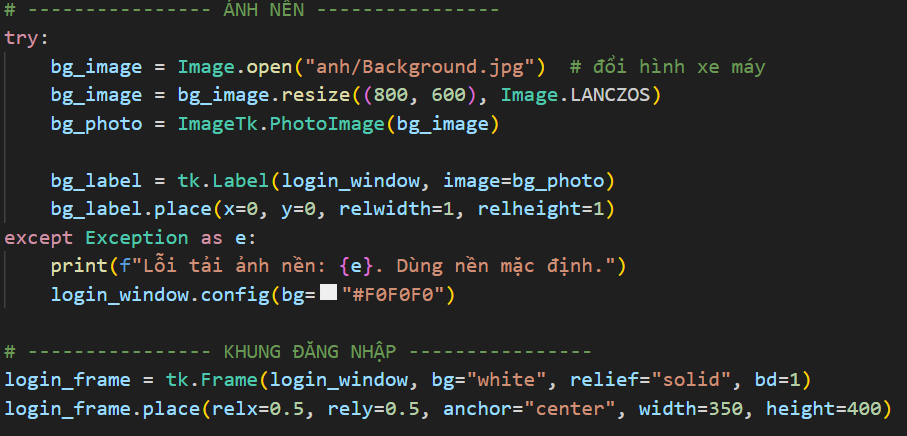 # ---------------- ẢNH NỀN ----------------
try:
    bg_image = Image.open("anh/Background.jpg")  # đổi hình xe máy
    bg_image = bg_image.resize((800, 600), Image.LANCZOS)
    bg_photo = ImageTk.PhotoImage(bg_image)
    bg_label = tk.Label(login_window, image=bg_photo)
    bg_label.place(x=0, y=0, relwidth=1, relheight=1)
except Exception as e:
    print(f"Lỗi tải ảnh nền: {e}. Dùng nền mặc định.")
    login_window.config(bg="#F0F0F0")
# ---------------- KHUNG ĐĂNG NHẬP ----------------
login_frame = tk.Frame(login_window, bg="white", relief="solid", bd=1)
login_frame.place(relx=0.5, rely=0.5, anchor="center", width=350, height=400)